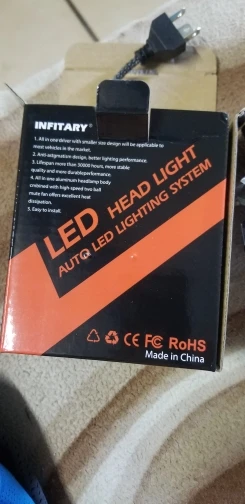 INFITARY®
1. All in one driver with smaller size design will be applicable to
most vehicles in the market.
2. Anti-astigmatism design, better lighting performance.
3. Lifespan more than 30000 hours, more stable
quality and more durableperformance.
4. All in one aluminum headlamp body
combined with high speed two ball
mute fan offers excellent heat
dissipation.
5. Easy to install.
LED HEAD LIGHT
AUTO LED LIGHTING SYSTEM
CE FC RoHS
Made in China